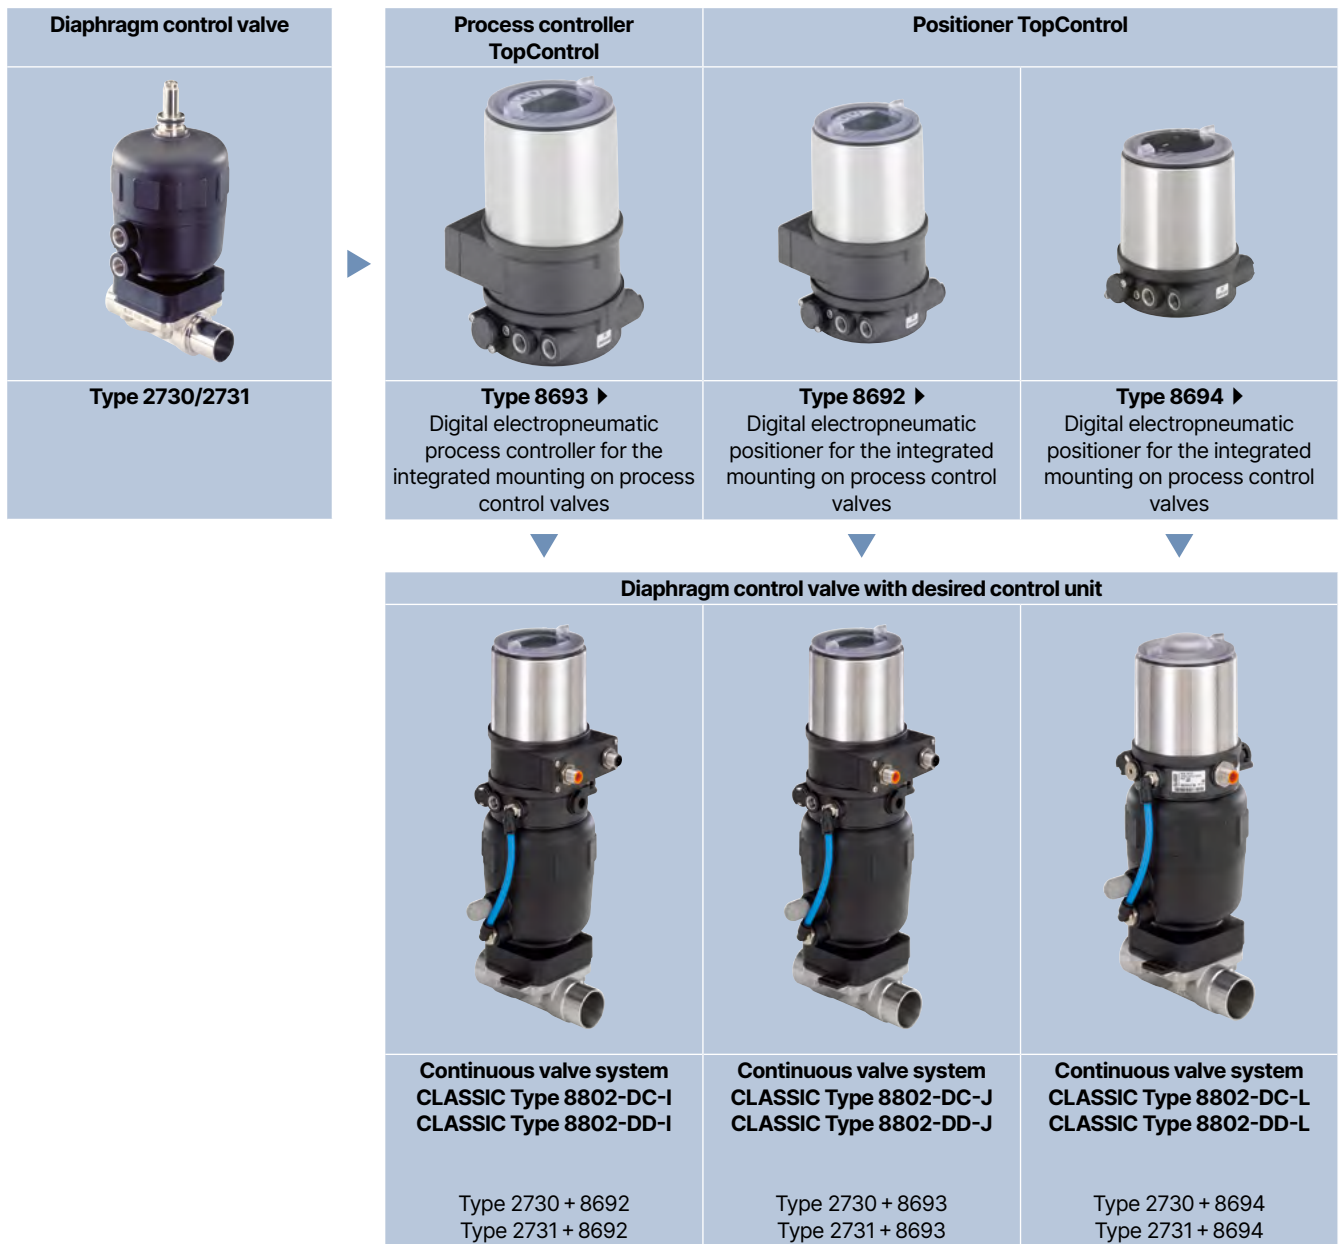 Diaphragm control valve
Process controller
TopControl
Positioner TopControl
Type 2730/2731
Type 8693
Digital electropneumatic
process controller for the
integrated mounting on process
control valves
Type 8692
Digital electropneumatic
positioner for the integrated
mounting on process control
valves
Type 8694
Digital electropneumatic
positioner for the integrated
mounting on process control
valves
Diaphragm control valve with desired control unit
Continuous valve system
CLASSIC Type 8802-DC-I
CLASSIC Type 8802-DD-I
Type 2730 + 8692
Type 2731 + 8692
Continuous valve system
CLASSIC Type 8802-DC-J
CLASSIC Type 8802-DD-J
Type 2730 + 8693
Type 2731 + 8693
Continuous valve system
CLASSIC Type 8802-DC-L
CLASSIC Type 8802-DD-L
Type 2730 + 8694
Type 2731 + 8694